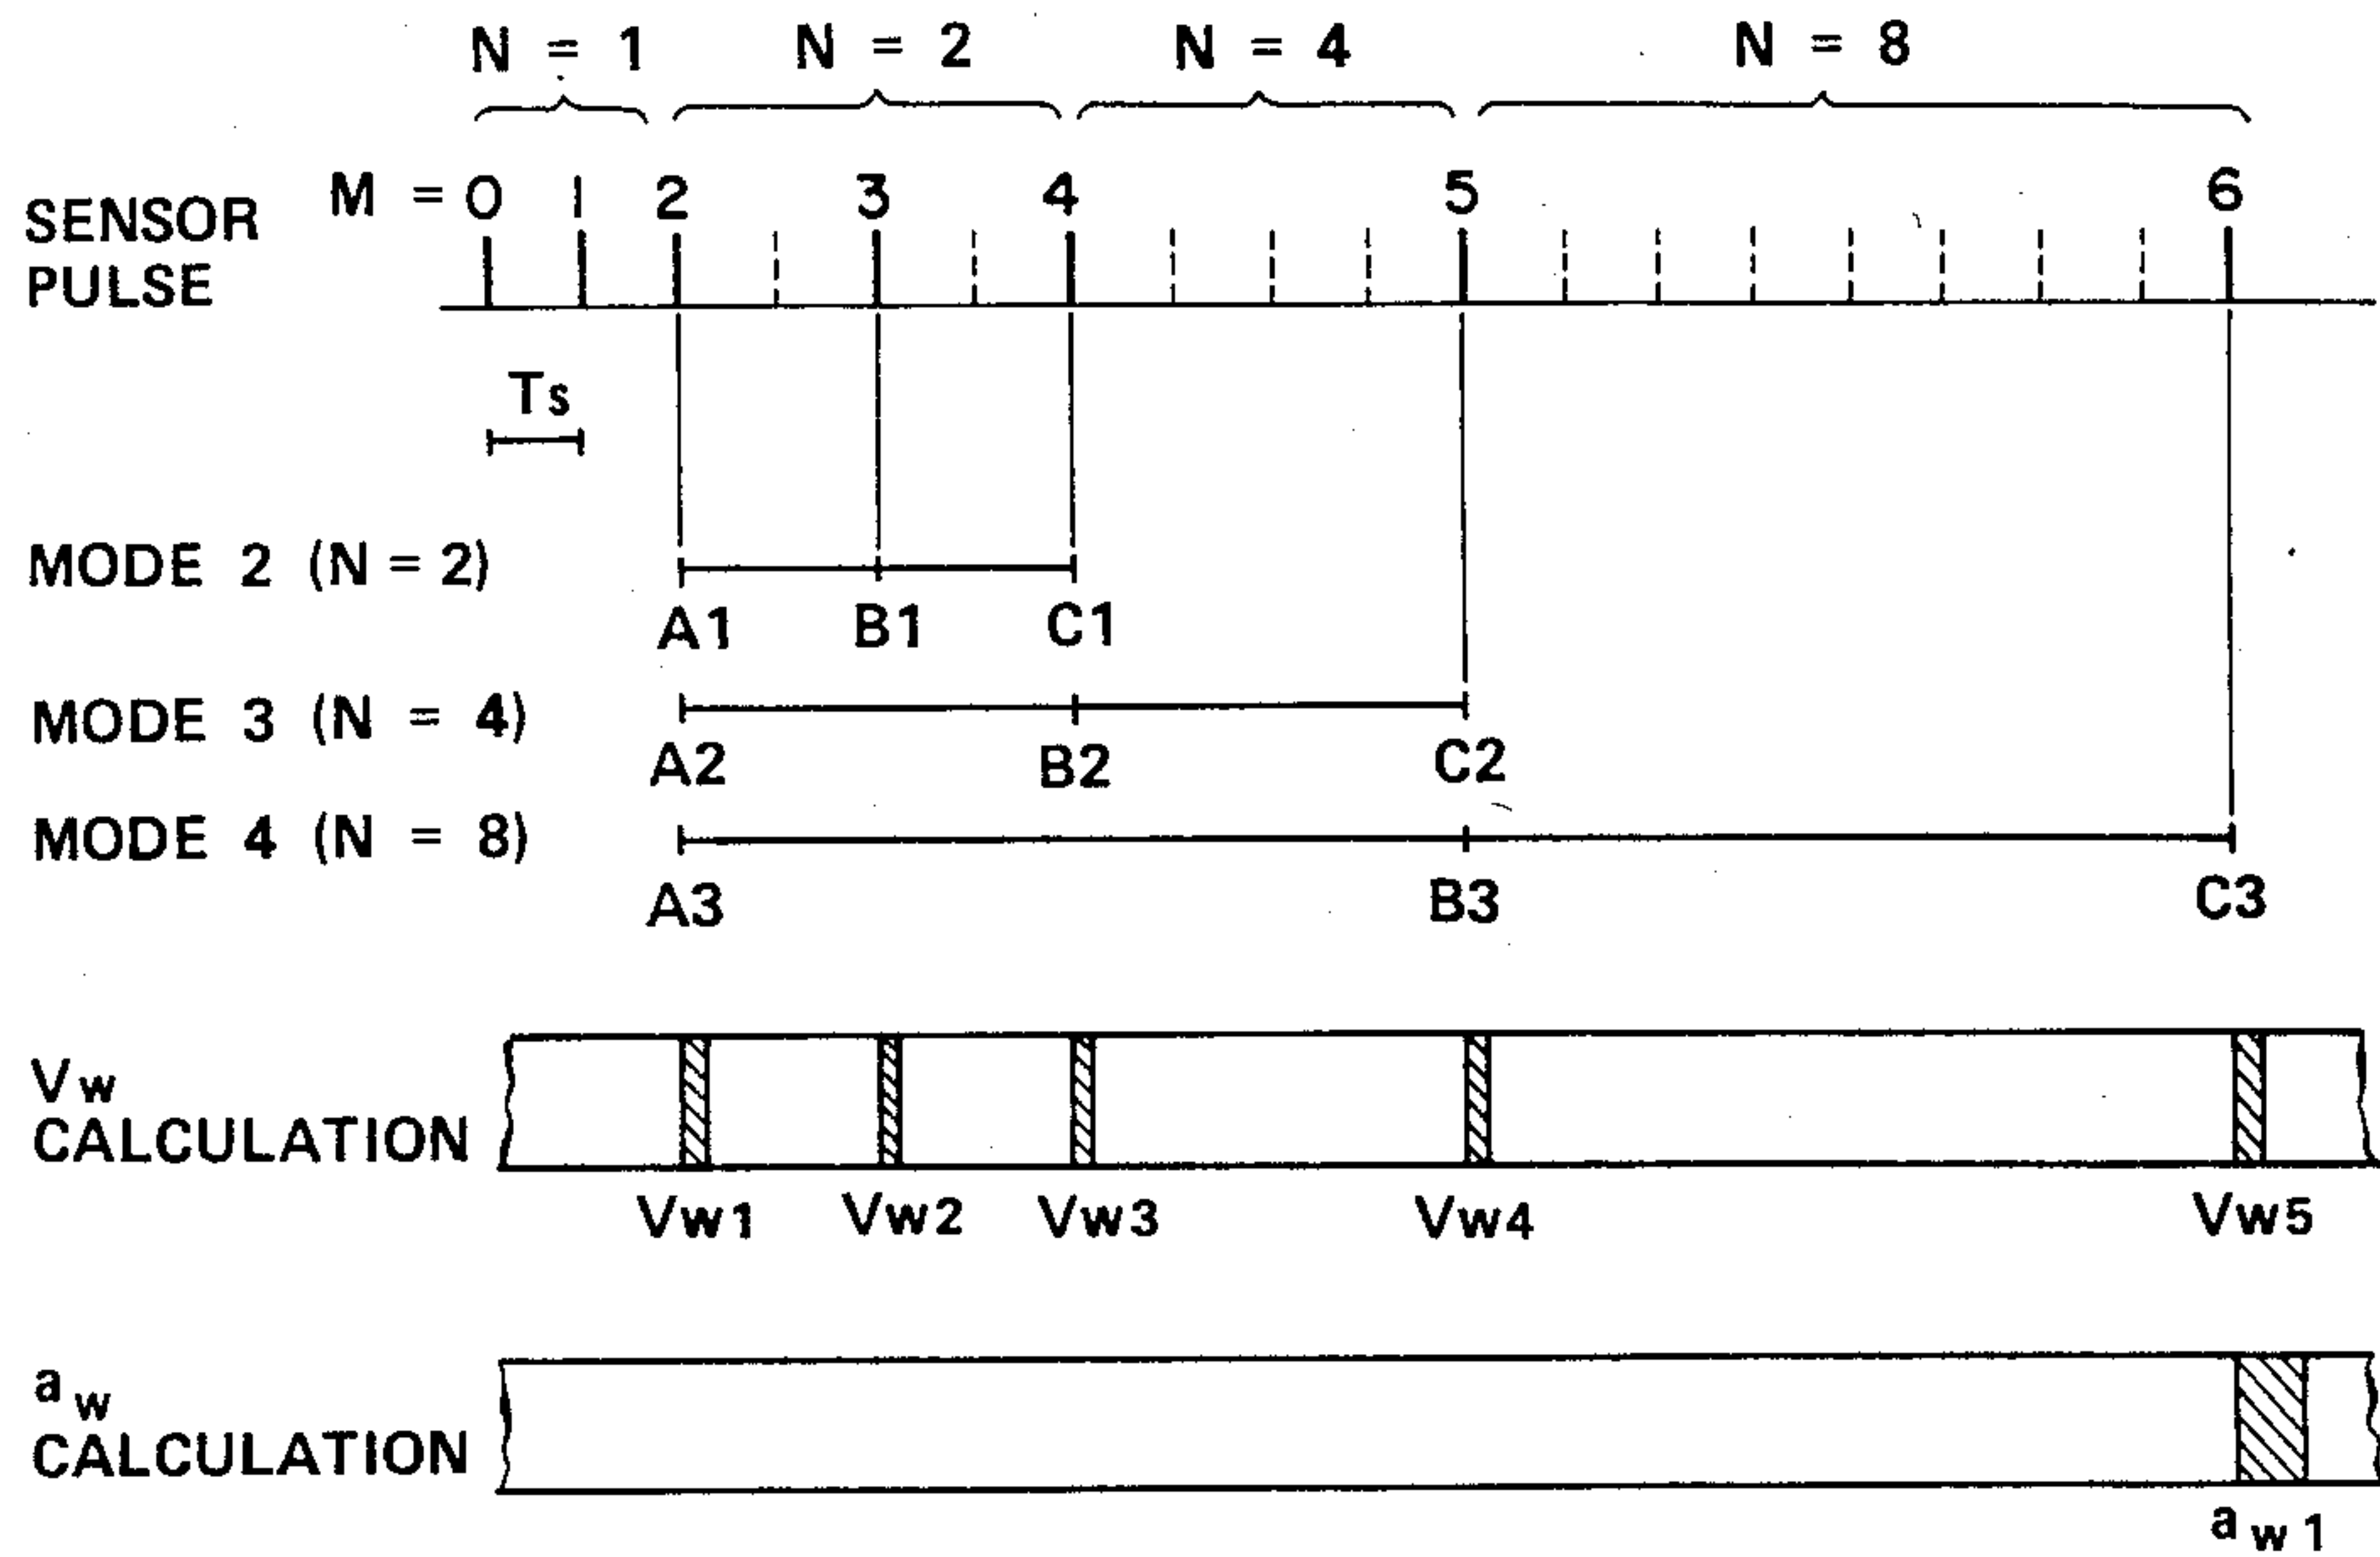 N = 1 N = 2 N = 4 N = 8
M = 0 1 2 3 4 5 6
SENSOR
PULSE
Ts
MODE 2 (N = 2)
A1 B1 C1
MODE 3 (N = 4)
A2 B2 C2
MODE 4 (N = 8)
A3 B3 C3
Vw
CALCULATION
Vw1 Vw2 Vw3 Vw4 Vw5
aw
CALCULATION
aw1